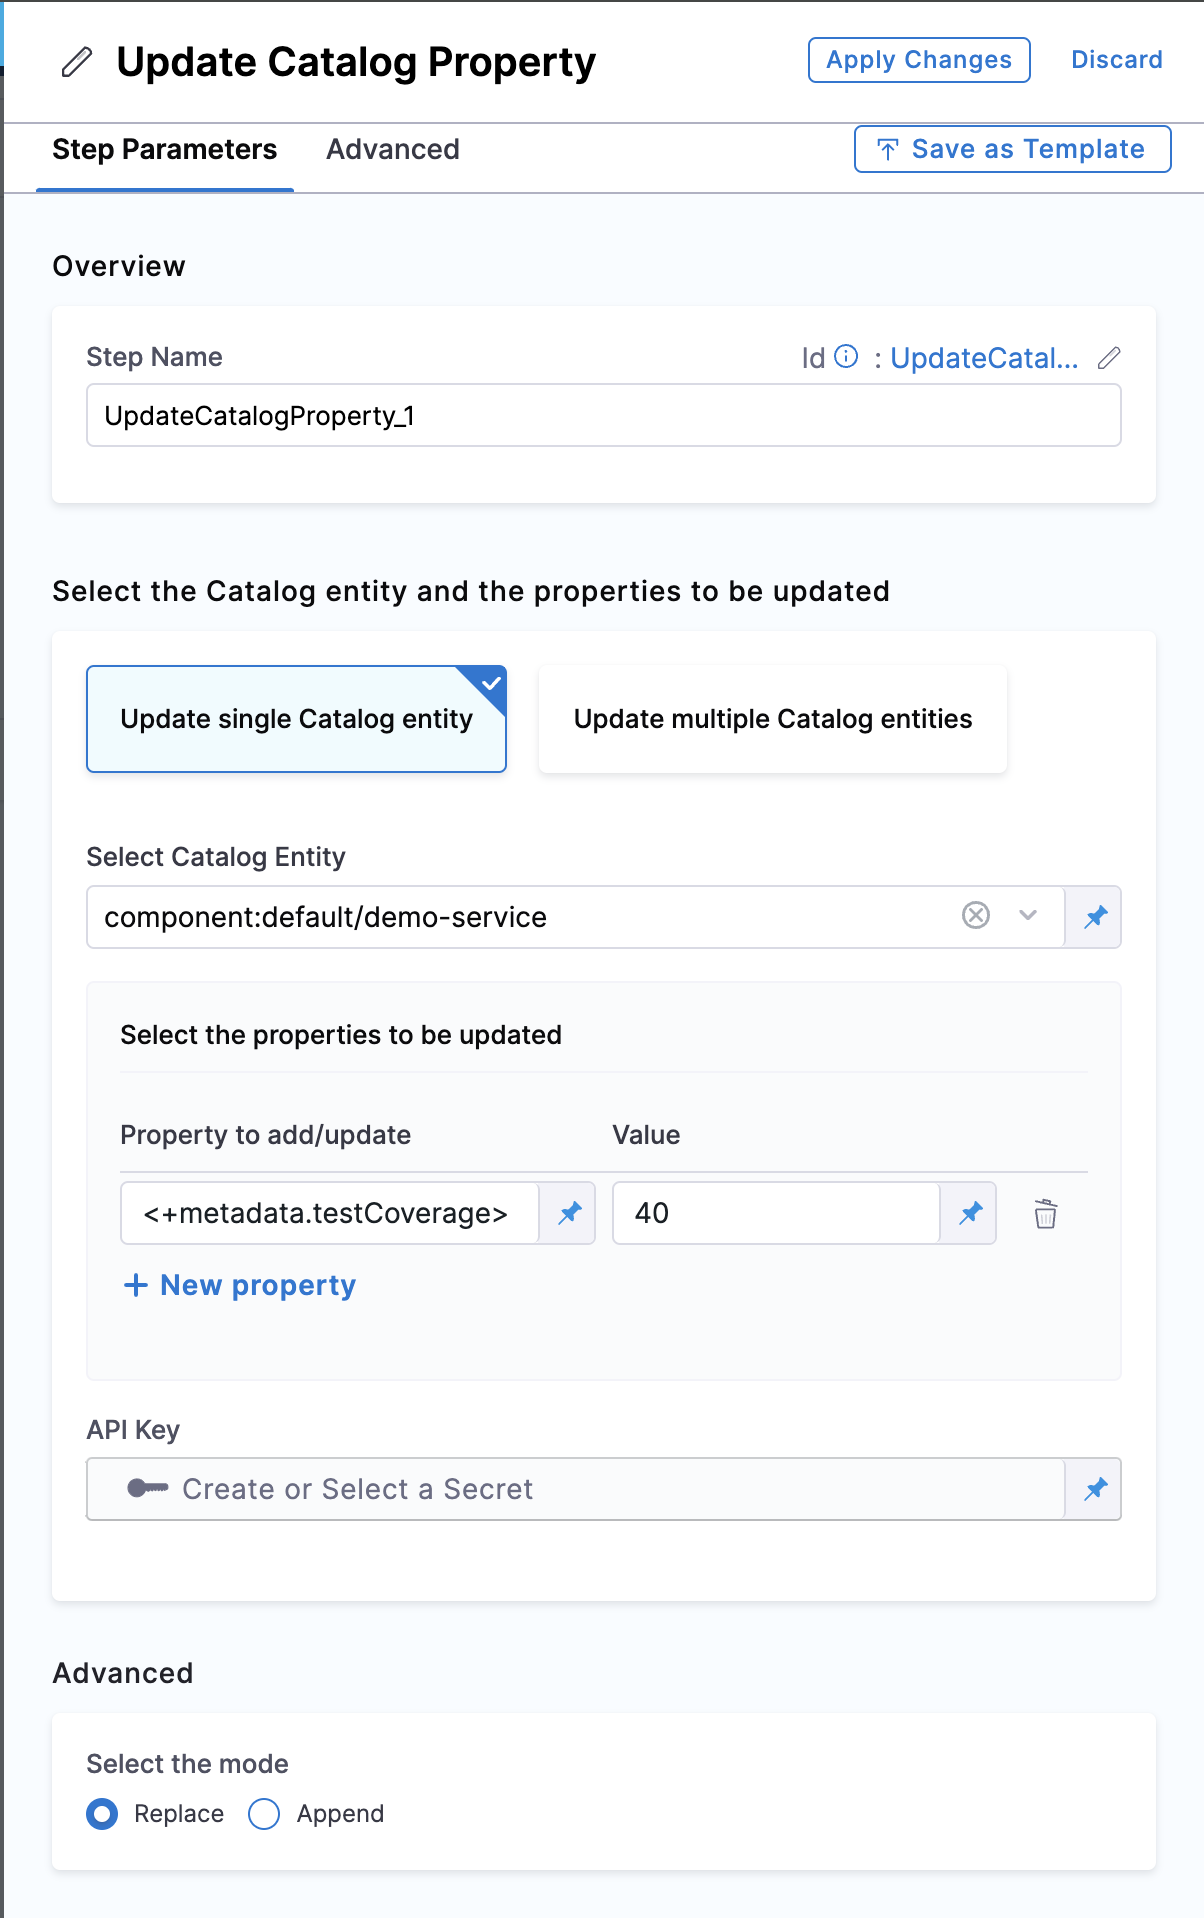 Update Catalog Property
Apply Changes
Discard
Step Parameters
Advanced
Save as Template
Overview
Step Name
Id : UpdateCatal...
UpdateCatalogProperty_1
Select the Catalog entity and the properties to be updated
Update single Catalog entity
Update multiple Catalog entities
Select Catalog Entity
component:default/demo-service
Select the properties to be updated
Property to add/update
Value
<+metadata.testCoverage>
40
+ New property
API Key
Create or Select a Secret
Advanced
Select the mode
Replace
Append